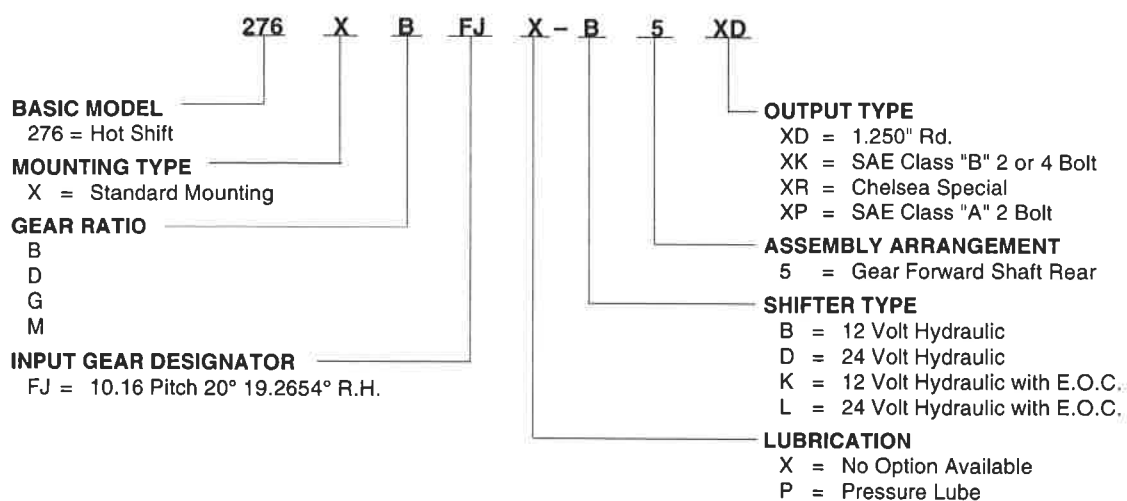 276 X B FJ X - B 5 XD
BASIC MODEL
276 = Hot Shift
MOUNTING TYPE
X = Standard Mounting
GEAR RATIO
B
D
G
M
INPUT GEAR DESIGNATOR
FJ = 10.16 Pitch 20° 19.2654° R.H.
OUTPUT TYPE
XD = 1.250" Rd.
XK = SAE Class "B" 2 or 4 Bolt
XR = Chelsea Special
XP = SAE Class "A" 2 Bolt
ASSEMBLY ARRANGEMENT
5 = Gear Forward Shaft Rear
SHIFTER TYPE
B = 12 Volt Hydraulic
D = 24 Volt Hydraulic
K = 12 Volt Hydraulic with E.O.C.
L = 24 Volt Hydraulic with E.O.C.
LUBRICATION
X = No Option Available
P = Pressure Lube